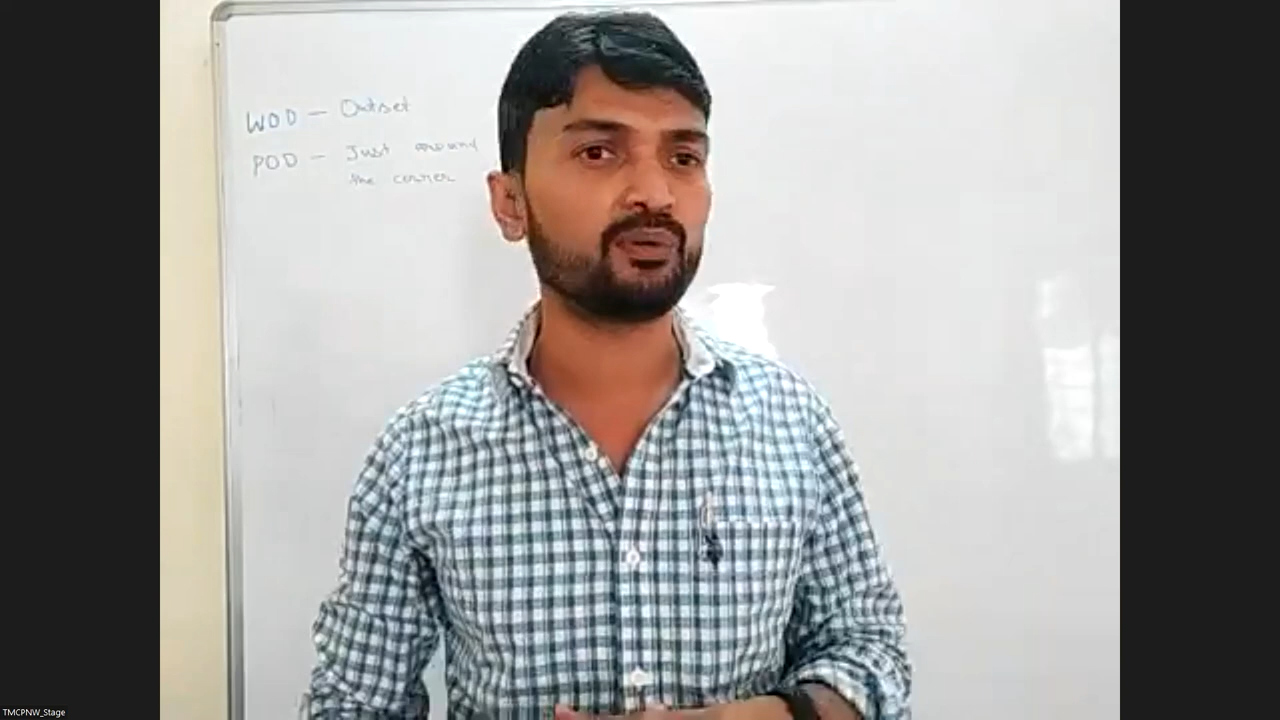 WOD – Outset
POD – Just around
the corner
TMCPNW_Stage